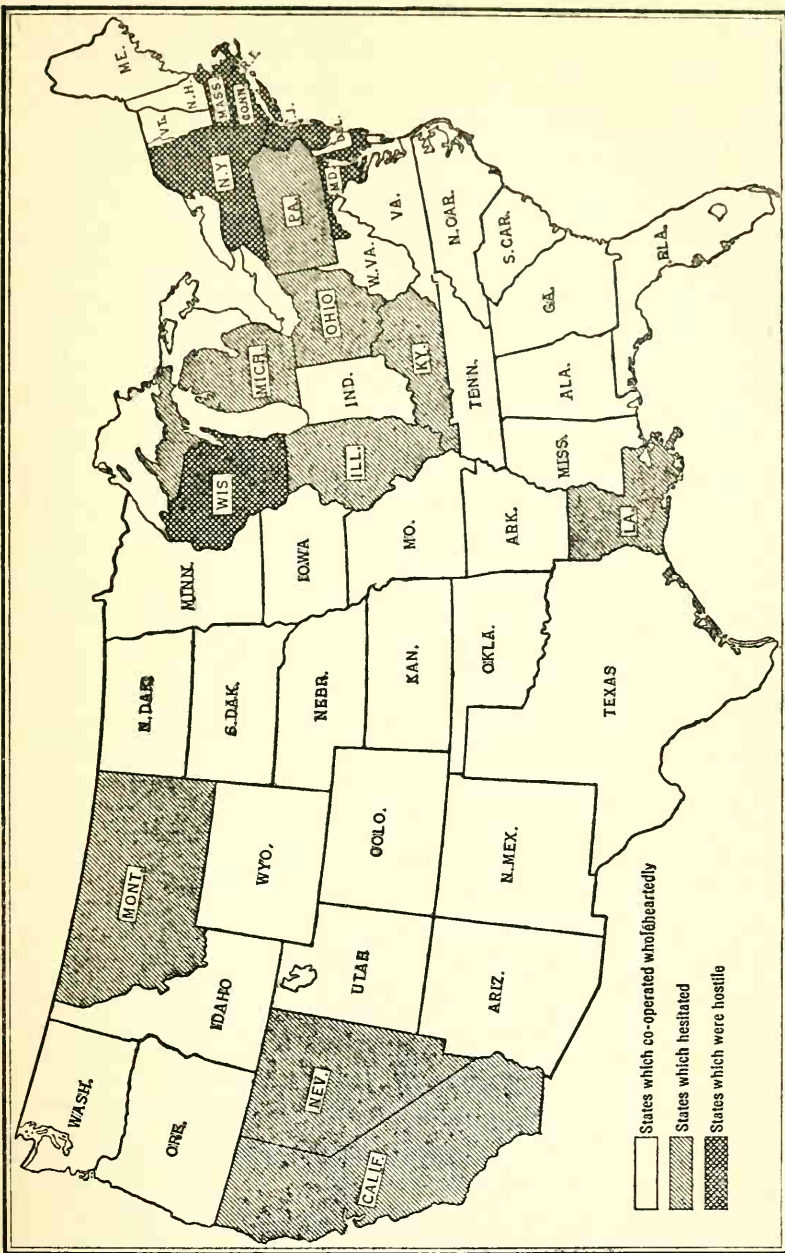 WASH.
ORE.
CALIF.
NEV.
IDAHO
MONT.
WYO.
UTAH
ARIZ.
COLO.
N.MEX.
N.DAK
S.DAK.
NEBR.
KAN.
OKLA.
TEXAS
MINN.
IOWA
MO.
ARK.
LA.
WIS
ILL.
MICH.
IND.
OHIO
KY.
TENN.
MISS.
ALA.
GA.
FLA.
S.CAR.
N.CAR.
VA.
W.VA.
MD.
DEL.
PA.
N.J.
N.Y.
CONN.
R.I.
MASS.
VT.
N.H.
ME.
States which co-operated wholeheartedly
States which hesitated
States which were hostile